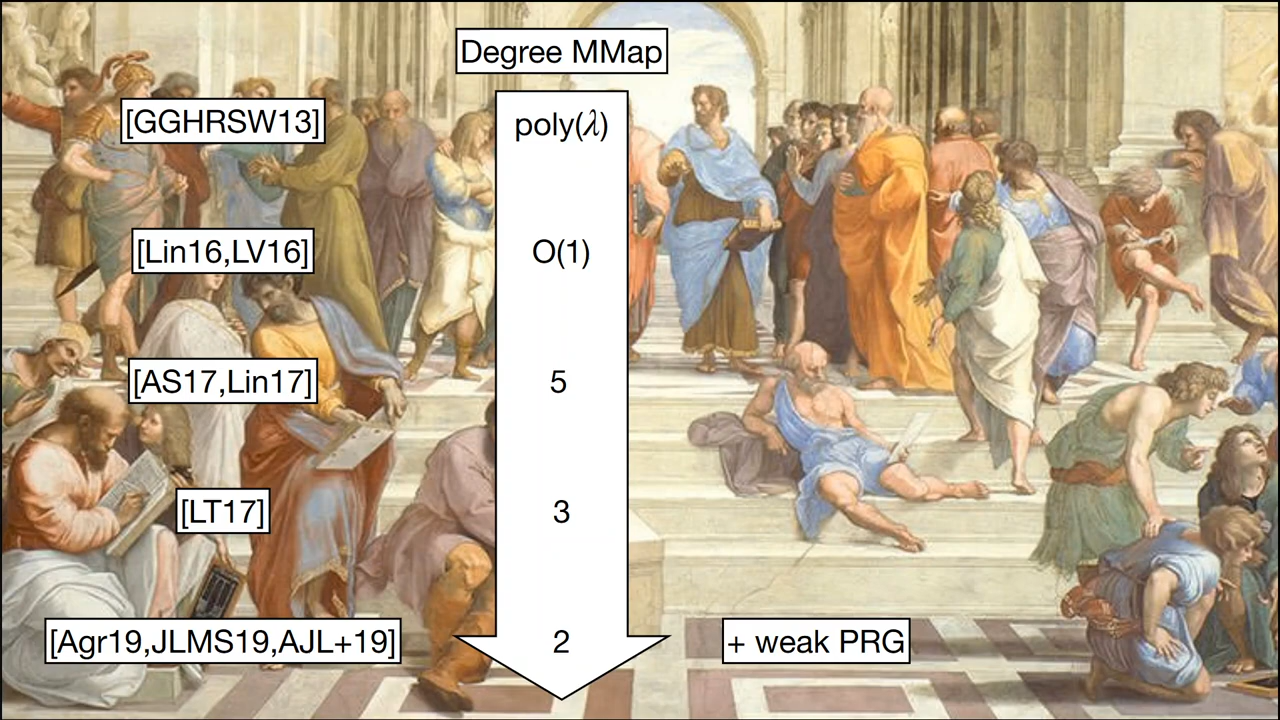 Degree MMap
[GGHRSW13]
poly(λ)
[Lin16,LV16]
O(1)
[AS17,Lin17]
5
[LT17]
3
[Agr19,JLMS19,AJL+19]
2
+ weak PRG